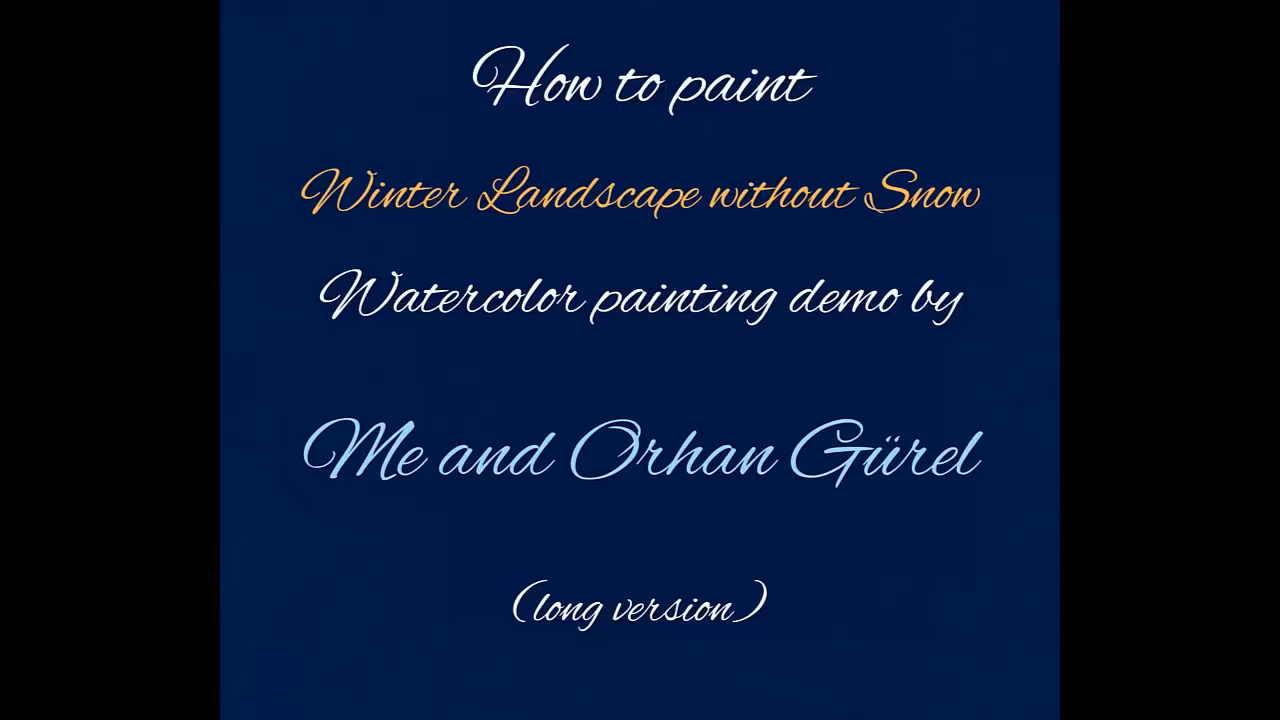 How to paint
Winter Landscape without Snow
Watercolor painting demo by
Me and Orhan Gürel
(long version)